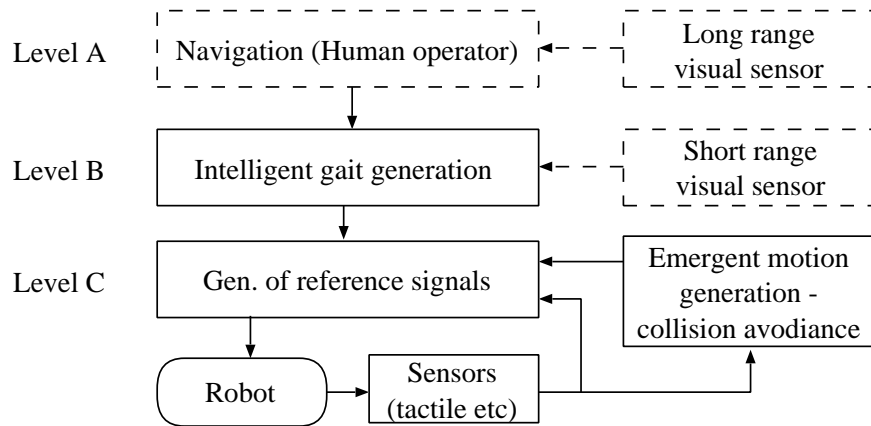 Level A
Navigation (Human operator)
Long range
visual sensor
Level B
Intelligent gait generation
Short range
visual sensor
Level C
Gen. of reference signals
Emergent motion
generation -
collision avodiance
Robot
Sensors
(tactile etc)